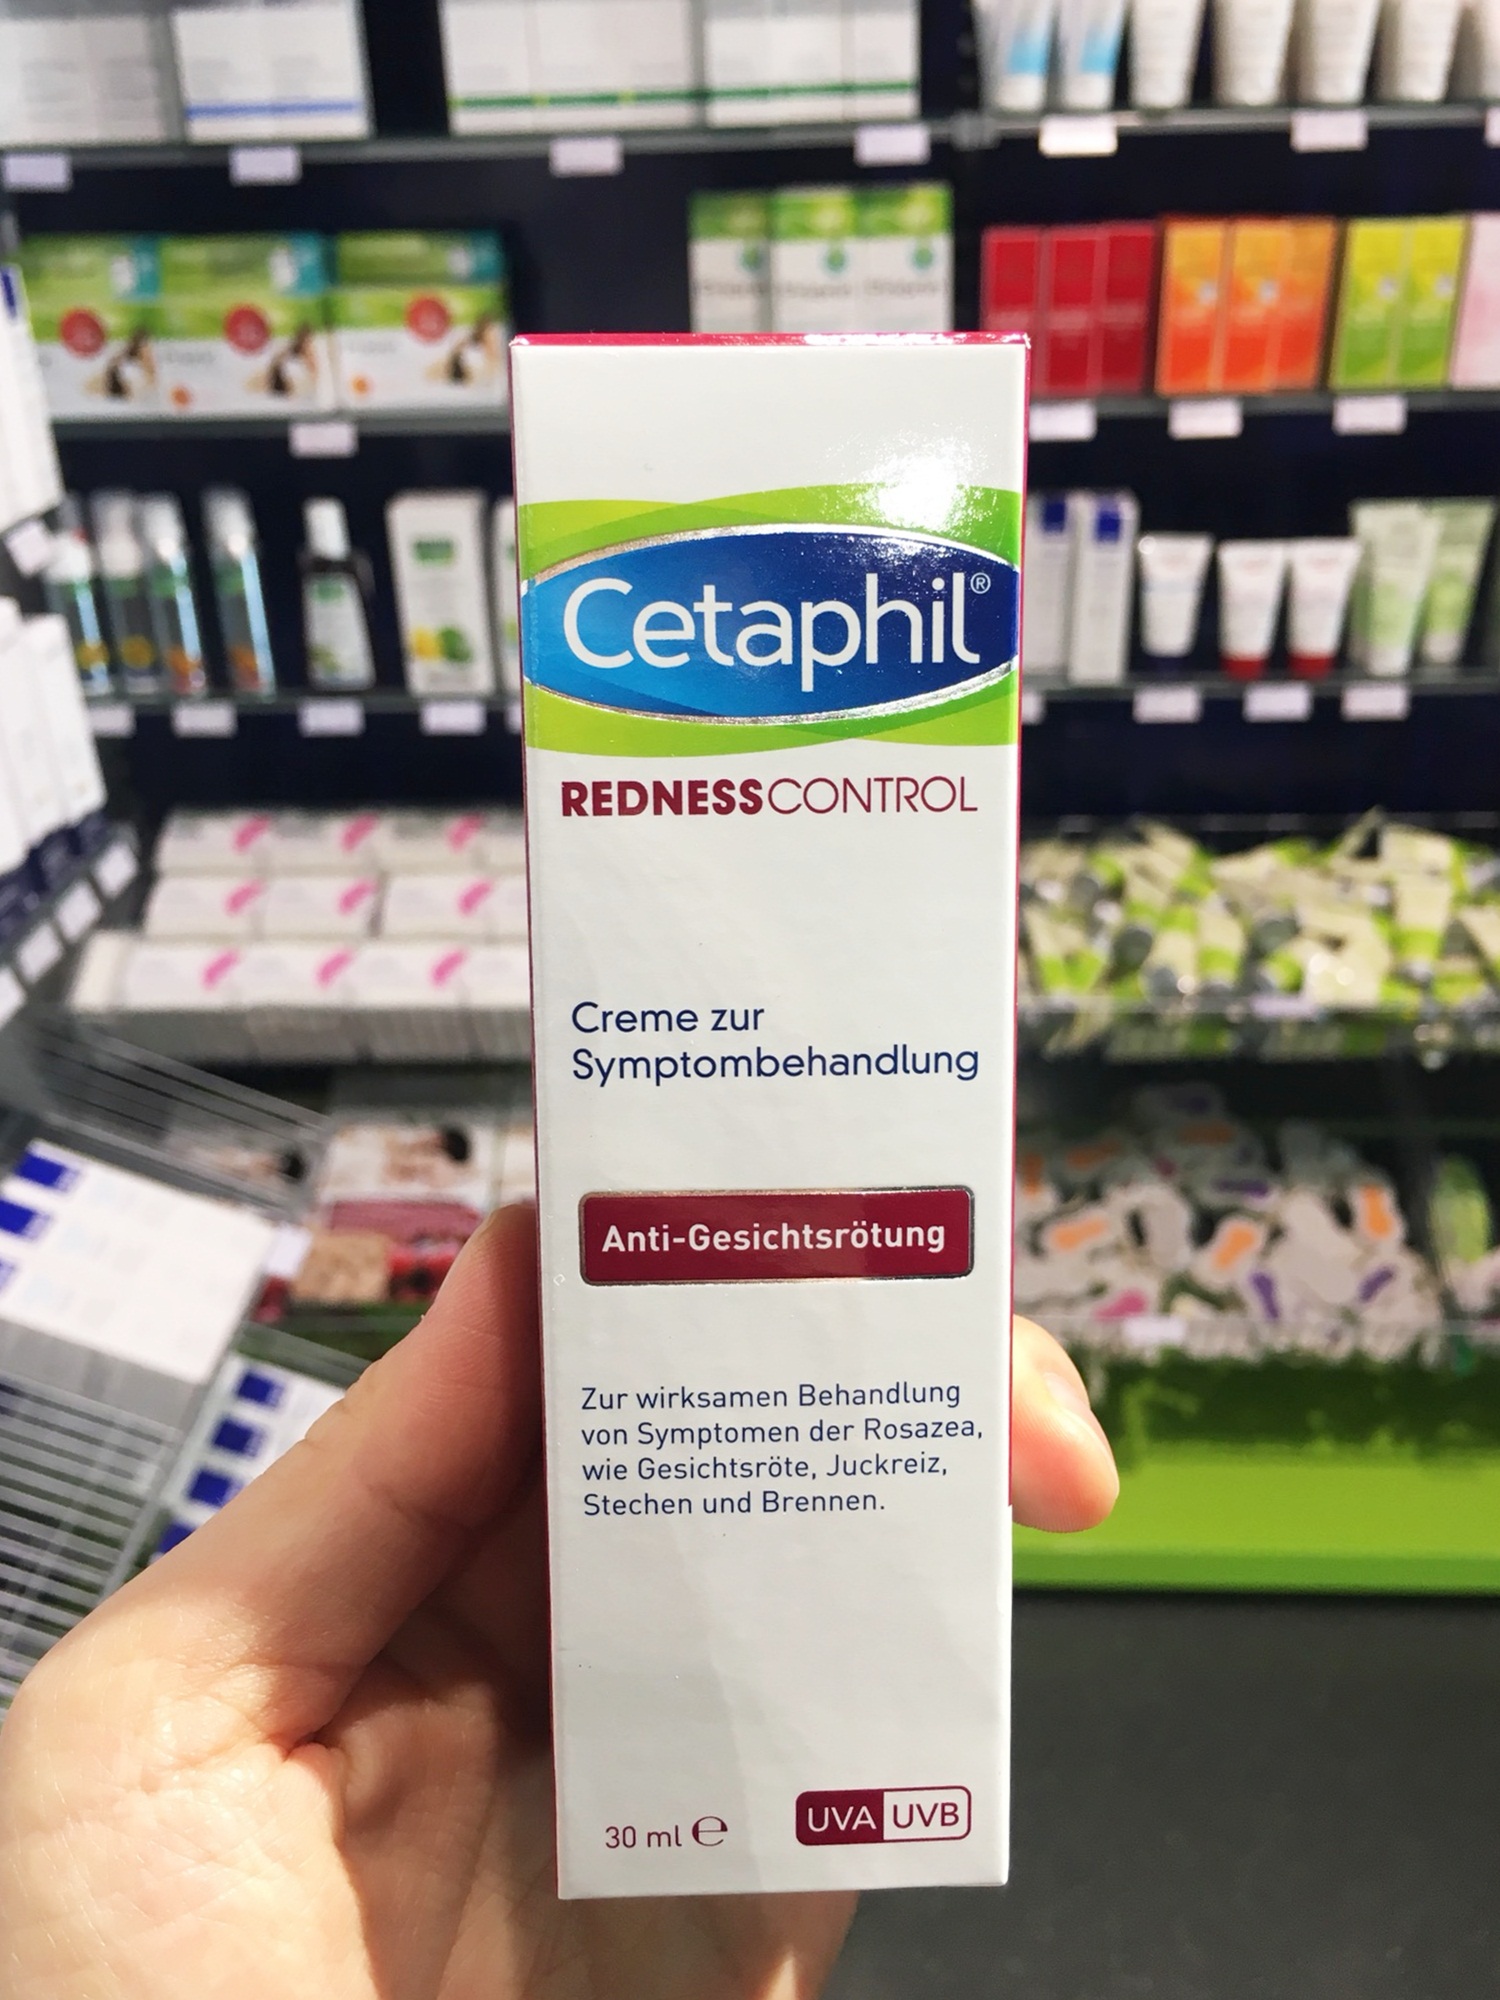 Cetaphil®
REDNESSCONTROL
Creme zur
Symptombehandlung
Anti-Gesichtsrötung
Zur wirksamen Behandlung
von Symptomen der Rosazea,
wie Gesichtsröte, Juckreiz,
Stechen und Brennen.
30 ml ℮
UVA UVB